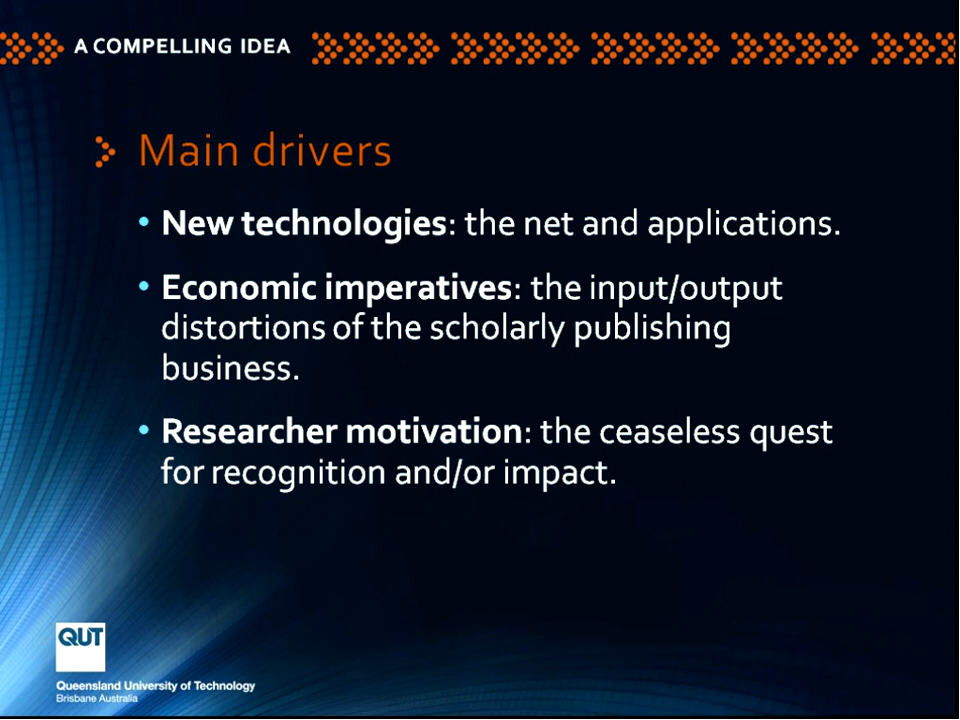 A COMPELLING IDEA
Main drivers
• New technologies: the net and applications.
• Economic imperatives: the input/output
distortions of the scholarly publishing
business.
• Researcher motivation: the ceaseless quest
for recognition and/or impact.
QUT
Queensland University of Technology
Brisbane Australia